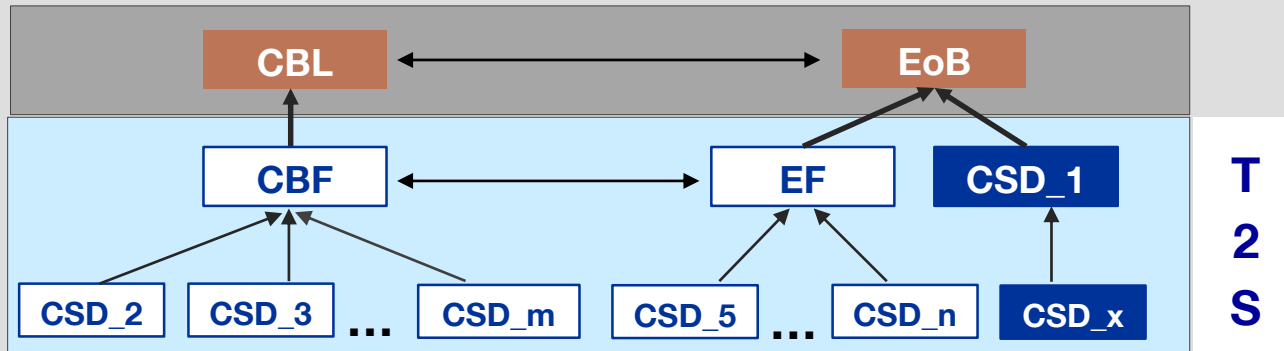 CBL
EoB
CBF
EF
CSD_1
CSD_2
CSD_3
...
CSD_m
CSD_5
...
CSD_n
CSD_x
T
2
S